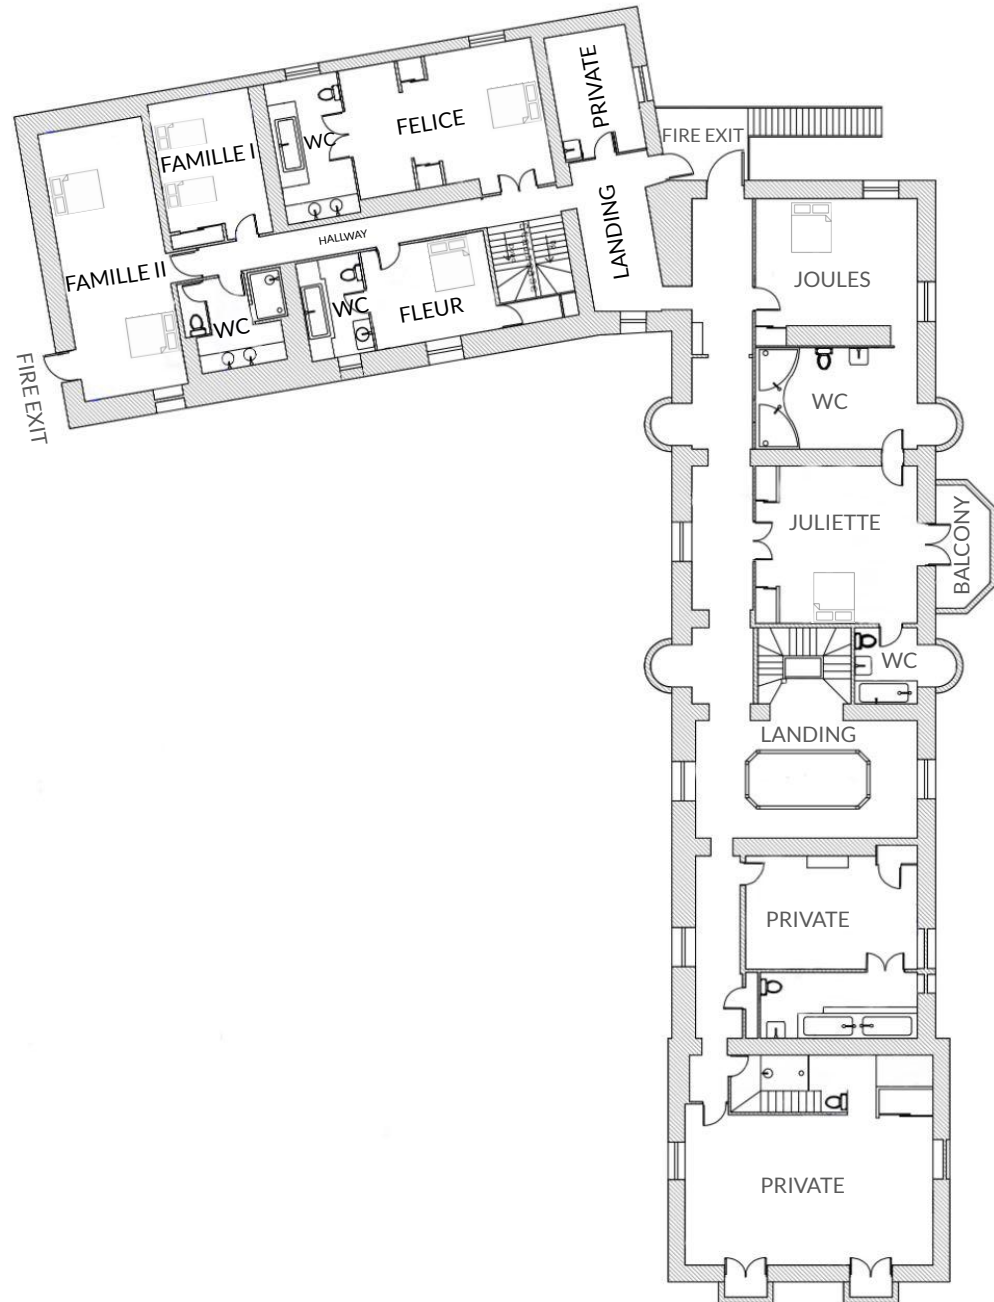 PRIVATE
FELICE
WC
FIRE EXIT
FAMILLE I
LANDING
HALLWAY
FAMILLE II
JOULES
WC
FLEUR
WC
FIRE EXIT
WC
JULIETTE
BALCONY
WC
LANDING
PRIVATE
PRIVATE